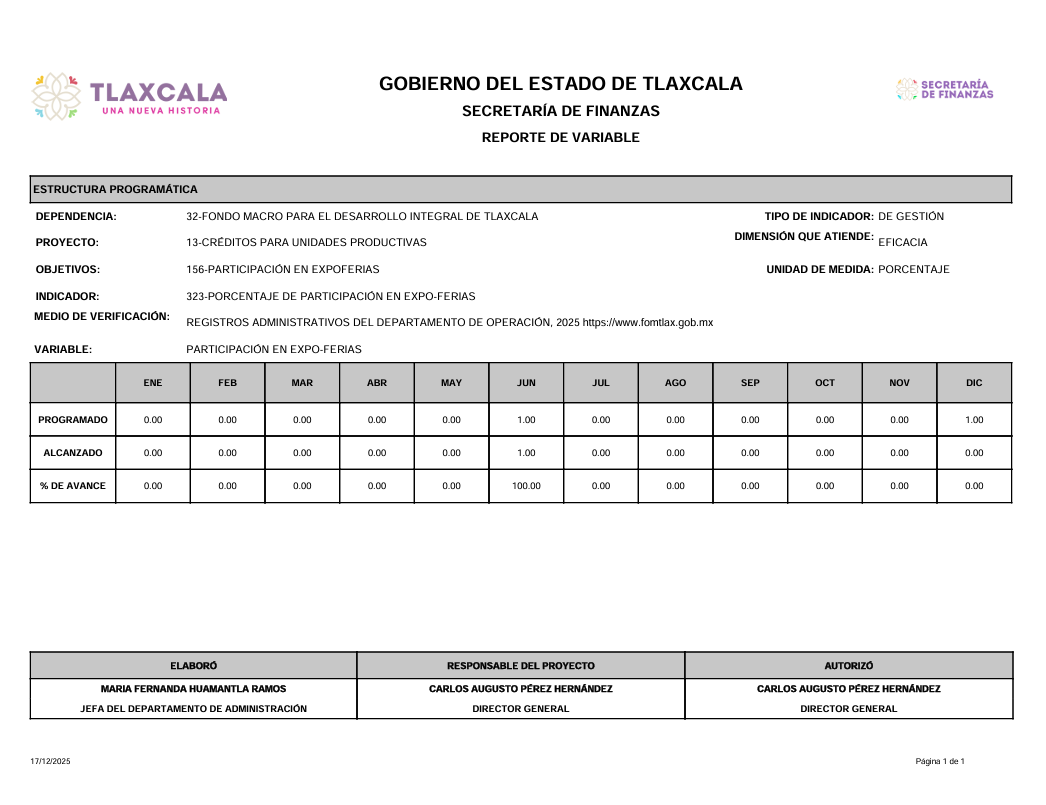 TLAXCALA
UNA NUEVA HISTORIA
GOBIERNO DEL ESTADO DE TLAXCALA
SECRETARÍA DE FINANZAS
REPORTE DE VARIABLE
SECRETARÍA
DE FINANZAS
ESTRUCTURA PROGRAMÁTICA
DEPENDENCIA: 32-FONDO MACRO PARA EL DESARROLLO INTEGRAL DE TLAXCALA TIPO DE INDICADOR: DE GESTIÓN
PROYECTO: 13-CRÉDITOS PARA UNIDADES PRODUCTIVAS DIMENSIÓN QUE ATIENDE: EFICACIA
OBJETIVOS: 156-PARTICIPACIÓN EN EXPOFERIAS UNIDAD DE MEDIDA: PORCENTAJE
INDICADOR: 323-PORCENTAJE DE PARTICIPACIÓN EN EXPO-FERIAS
MEDIO DE VERIFICACIÓN: REGISTROS ADMINISTRATIVOS DEL DEPARTAMENTO DE OPERACIÓN, 2025 https://www.fomtlax.gob.mx
VARIABLE: PARTICIPACIÓN EN EXPO-FERIAS
ENE FEB MAR ABR MAY JUN JUL AGO SEP OCT NOV DIC
PROGRAMADO 0.00 0.00 0.00 0.00 0.00 1.00 0.00 0.00 0.00 0.00 0.00 1.00
ALCANZADO 0.00 0.00 0.00 0.00 0.00 1.00 0.00 0.00 0.00 0.00 0.00 0.00
% DE AVANCE 0.00 0.00 0.00 0.00 0.00 100.00 0.00 0.00 0.00 0.00 0.00 0.00
ELABORÓ RESPONSABLE DEL PROYECTO AUTORIZÓ
MARIA FERNANDA HUAMANTLA RAMOS CARLOS AUGUSTO PÉREZ HERNÁNDEZ CARLOS AUGUSTO PÉREZ HERNÁNDEZ
JEFA DEL DEPARTAMENTO DE ADMINISTRACIÓN DIRECTOR GENERAL DIRECTOR GENERAL
17/12/2025 Página 1 de 1